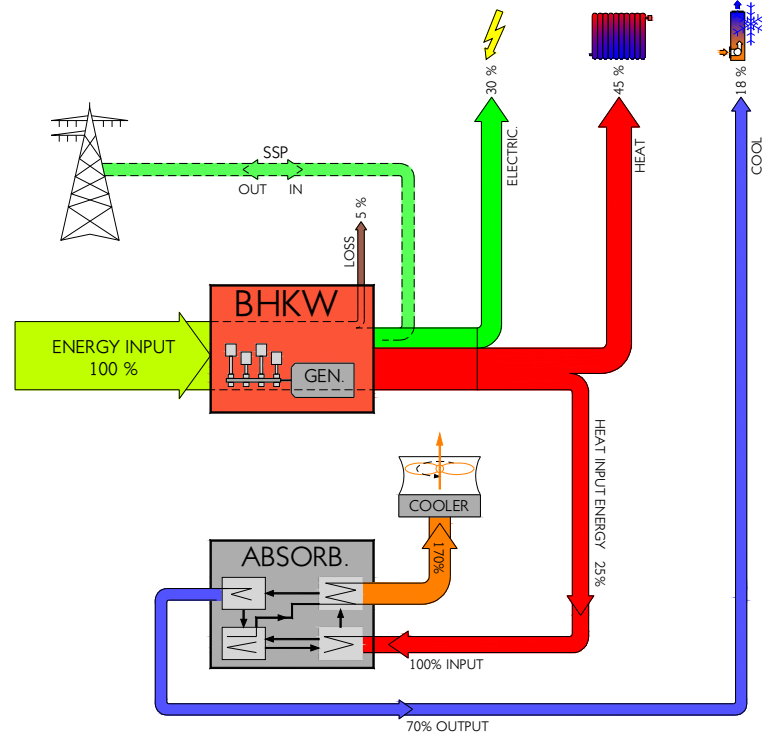 30 %
45 %
18 %
ELECTRIC.
HEAT
COOL
SSP
OUT IN
5 %
LOSS
BHKW
ENERGY INPUT
100 %
GEN.
HEAT INPUT ENERGY 25%
COOLER
170%
ABSORB.
100% INPUT
70% OUTPUT